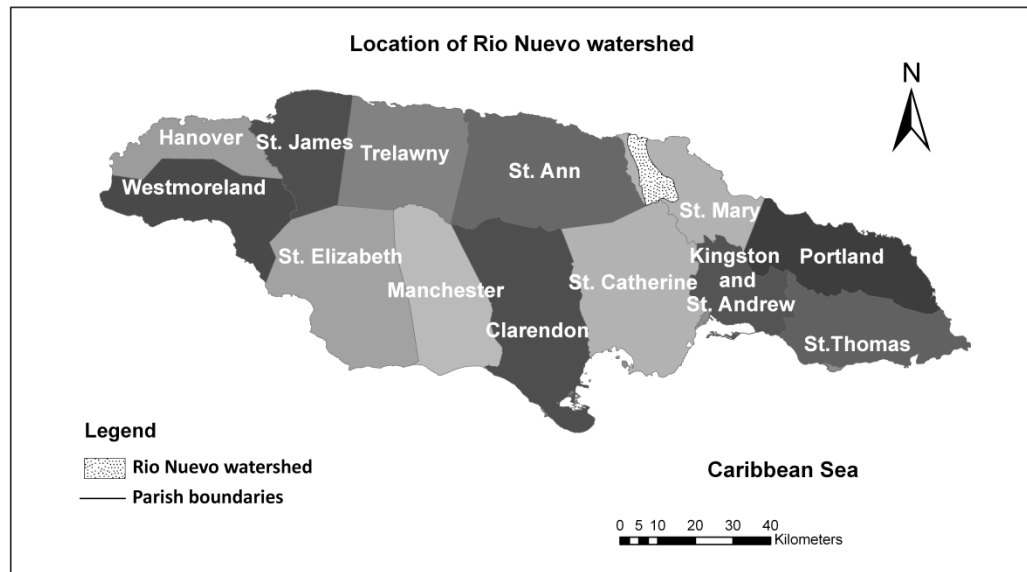 Location of Rio Nuevo watershed
N
Hanover
St. James
Trelawny
St. Ann
Westmoreland
St. Mary
St. Elizabeth
Manchester
Clarendon
St. Catherine
Kingston
and
St. Andrew
Portland
St.Thomas
Legend
Rio Nuevo watershed
Parish boundaries
Caribbean Sea
0 5 10 20 30 40
Kilometers